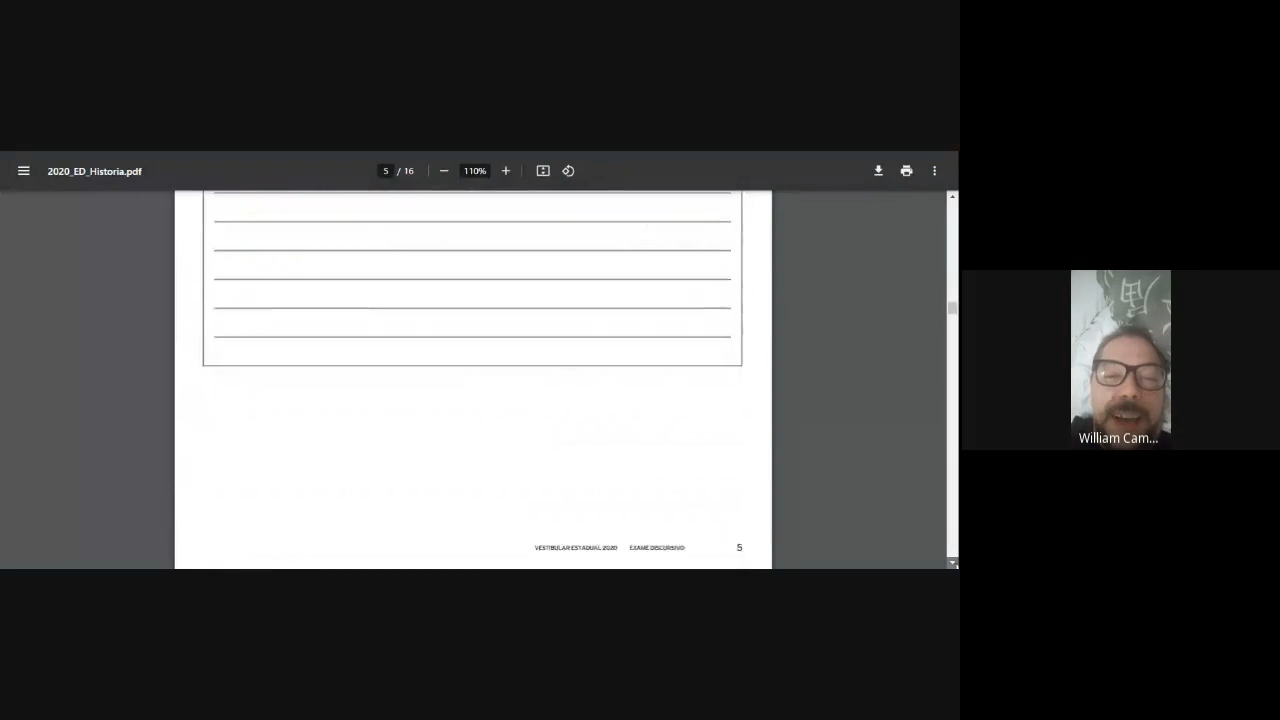 2020_ED_Historia.pdf
5 / 16
110%
VESTIBULAR ESTADUAL 2020 EXAME DISCURSIVO 5
William Cam...